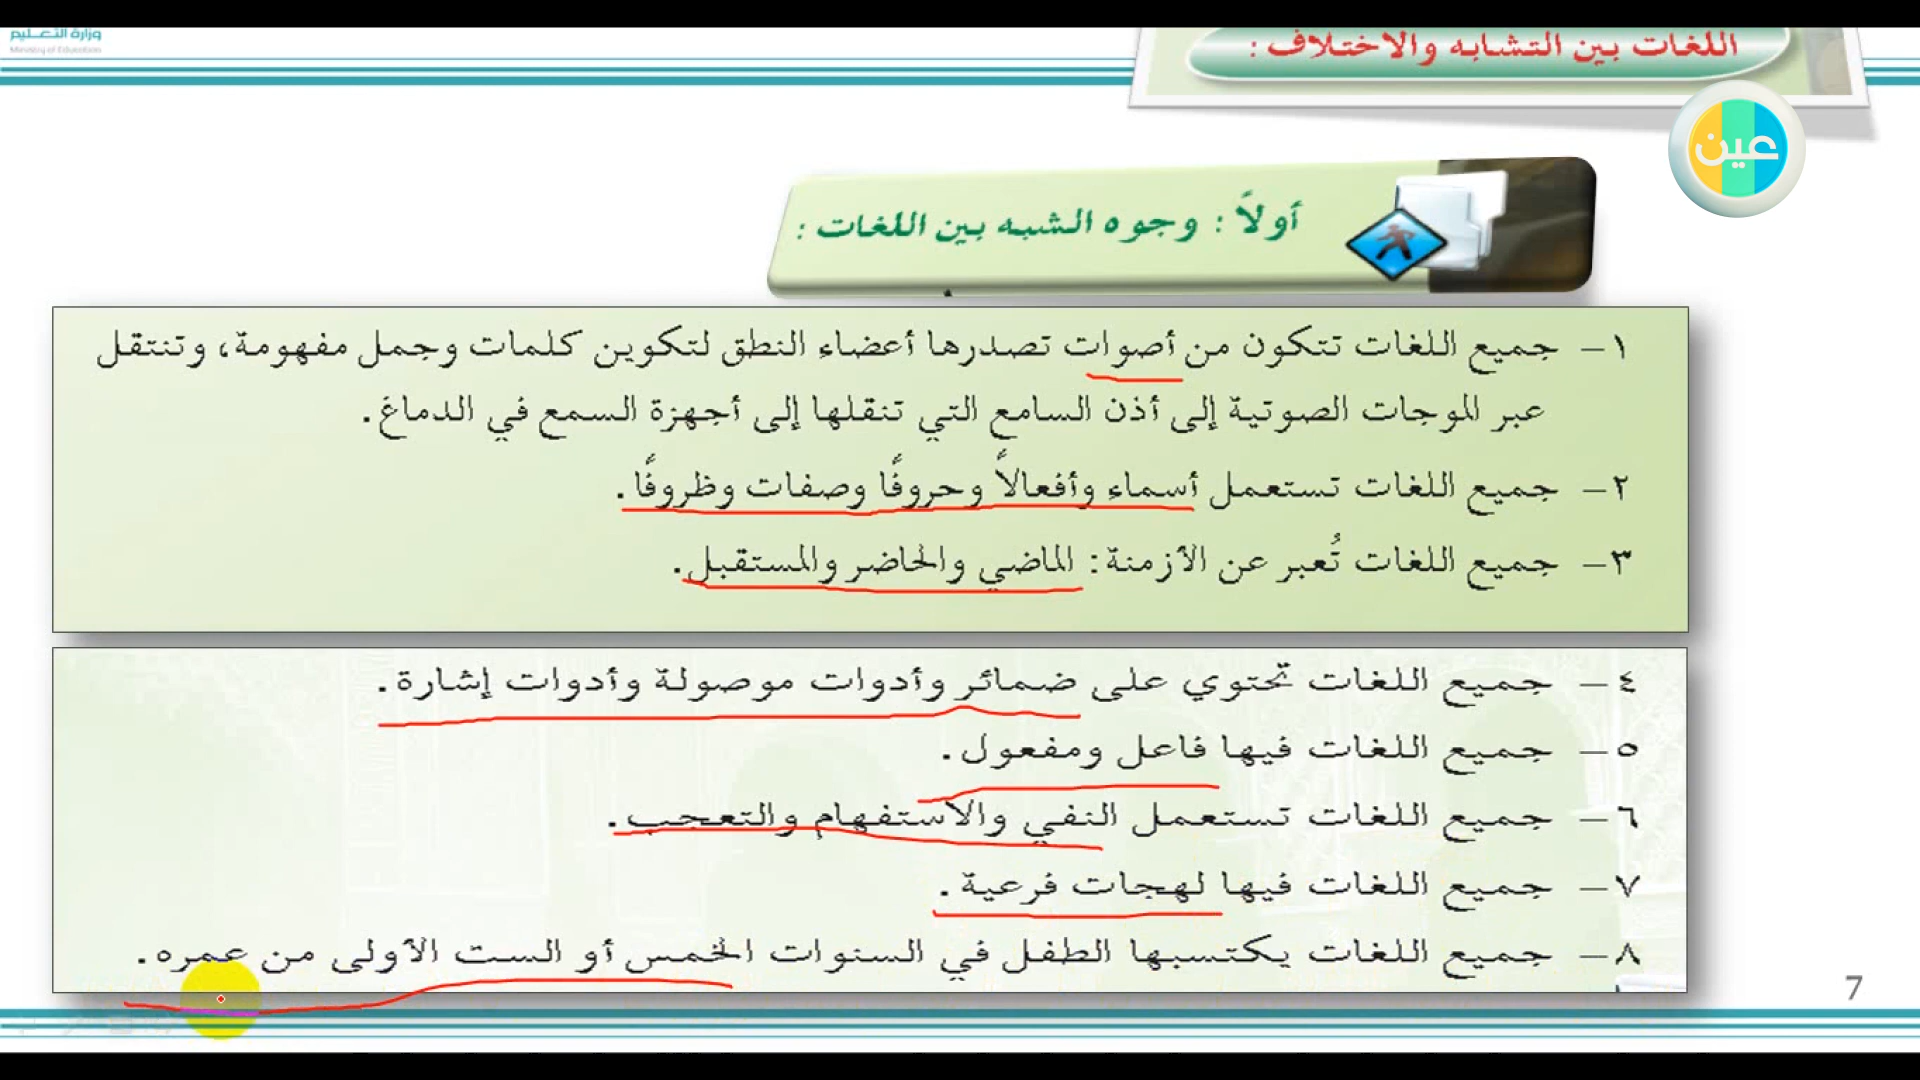 وزارة التعليم
Ministry of Education
اللغات بين التشابه والاختلاف :
عين
أولاً : وجوه الشبه بين اللغات :
١- جميع اللغات تتكون من أصوات تصدرها أعضاء النطق لتكوين كلمات وجمل مفهومة، وتنتقل
عبر الموجات الصوتية إلى أذن السامع التي تنقلها إلى أجهزة السمع في الدماغ.
٢- جميع اللغات تستعمل أسماء وأفعالاً وحروفًا وصفات وظروفًا.
٣- جميع اللغات تُعبر عن الأزمنة: الماضي والحاضر والمستقبل.
٤- جميع اللغات تحتوي على ضمائر وأدوات موصولة وأدوات إشارة.
٥- جميع اللغات فيها فاعل ومفعول.
٦- جميع اللغات تستعمل النفي والاستفهام والتعجب.
٧- جميع اللغات فيها لهجات فرعية.
٨- جميع اللغات يكتسبها الطفل في السنوات الخمس أو الست الأولى من عمره.
7